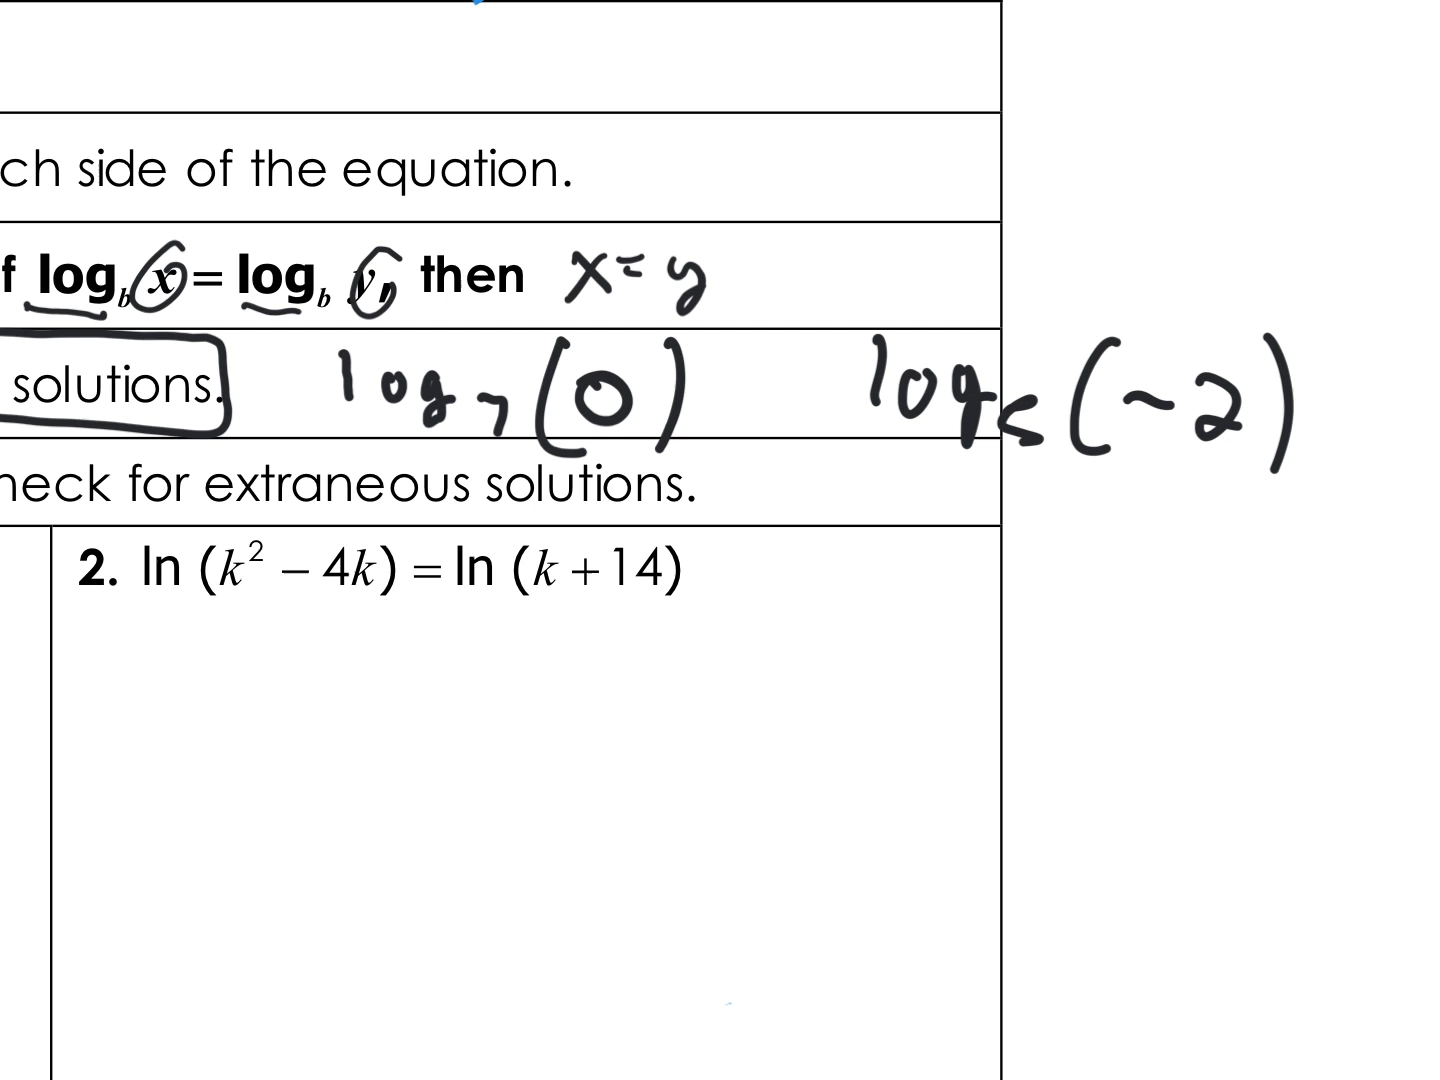 ch side of the equation.
f log_b x = log_b y, then x = y
solutions. log_7 (0) log_5 (-2)
heck for extraneous solutions.
2. ln (k² – 4k) = ln (k + 14)